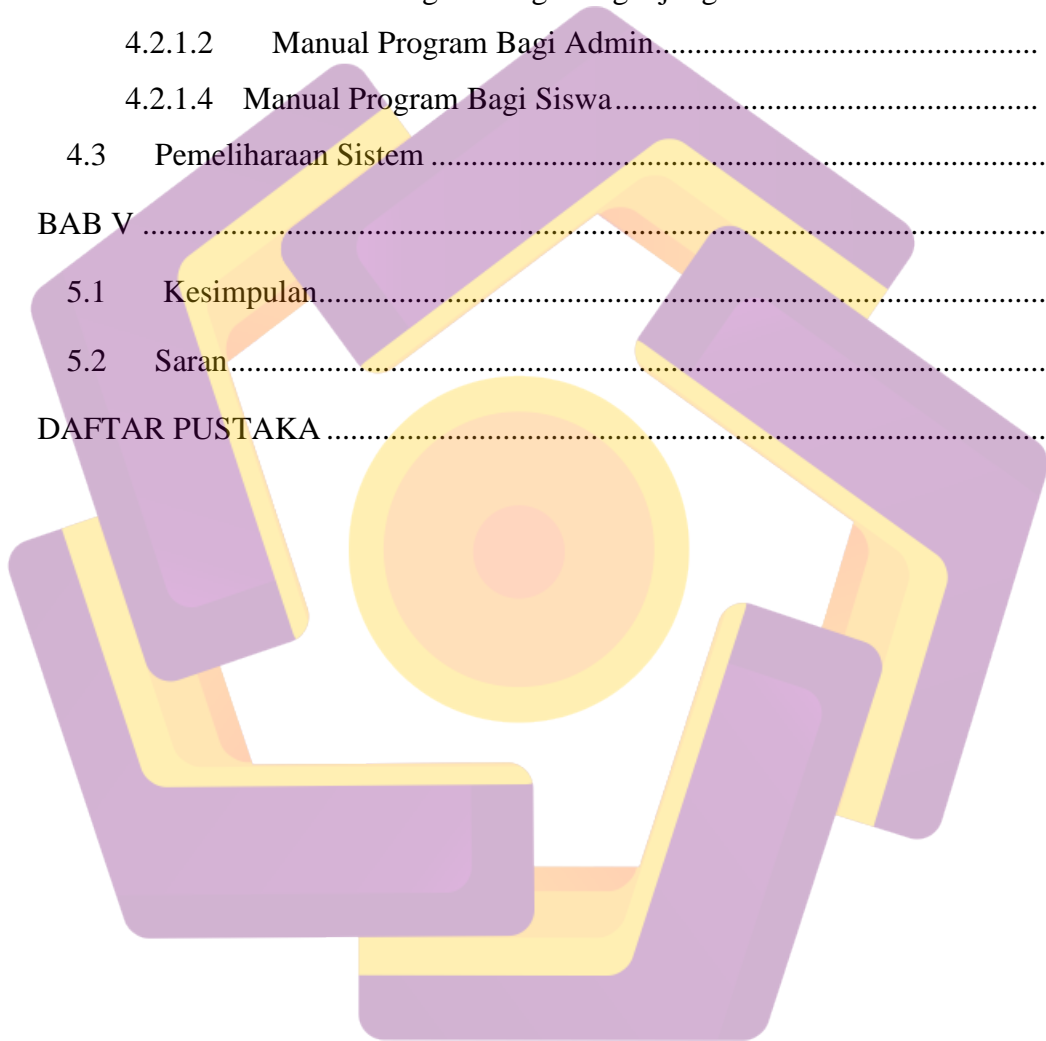 4.2.1.2 Manual Program Bagi Admin
4.2.1.4 Manual Program Bagi Siswa
4.3 Pemeliharaan Sistem
BAB V
5.1 Kesimpulan
5.2 Saran
DAFTAR PUSTAKA